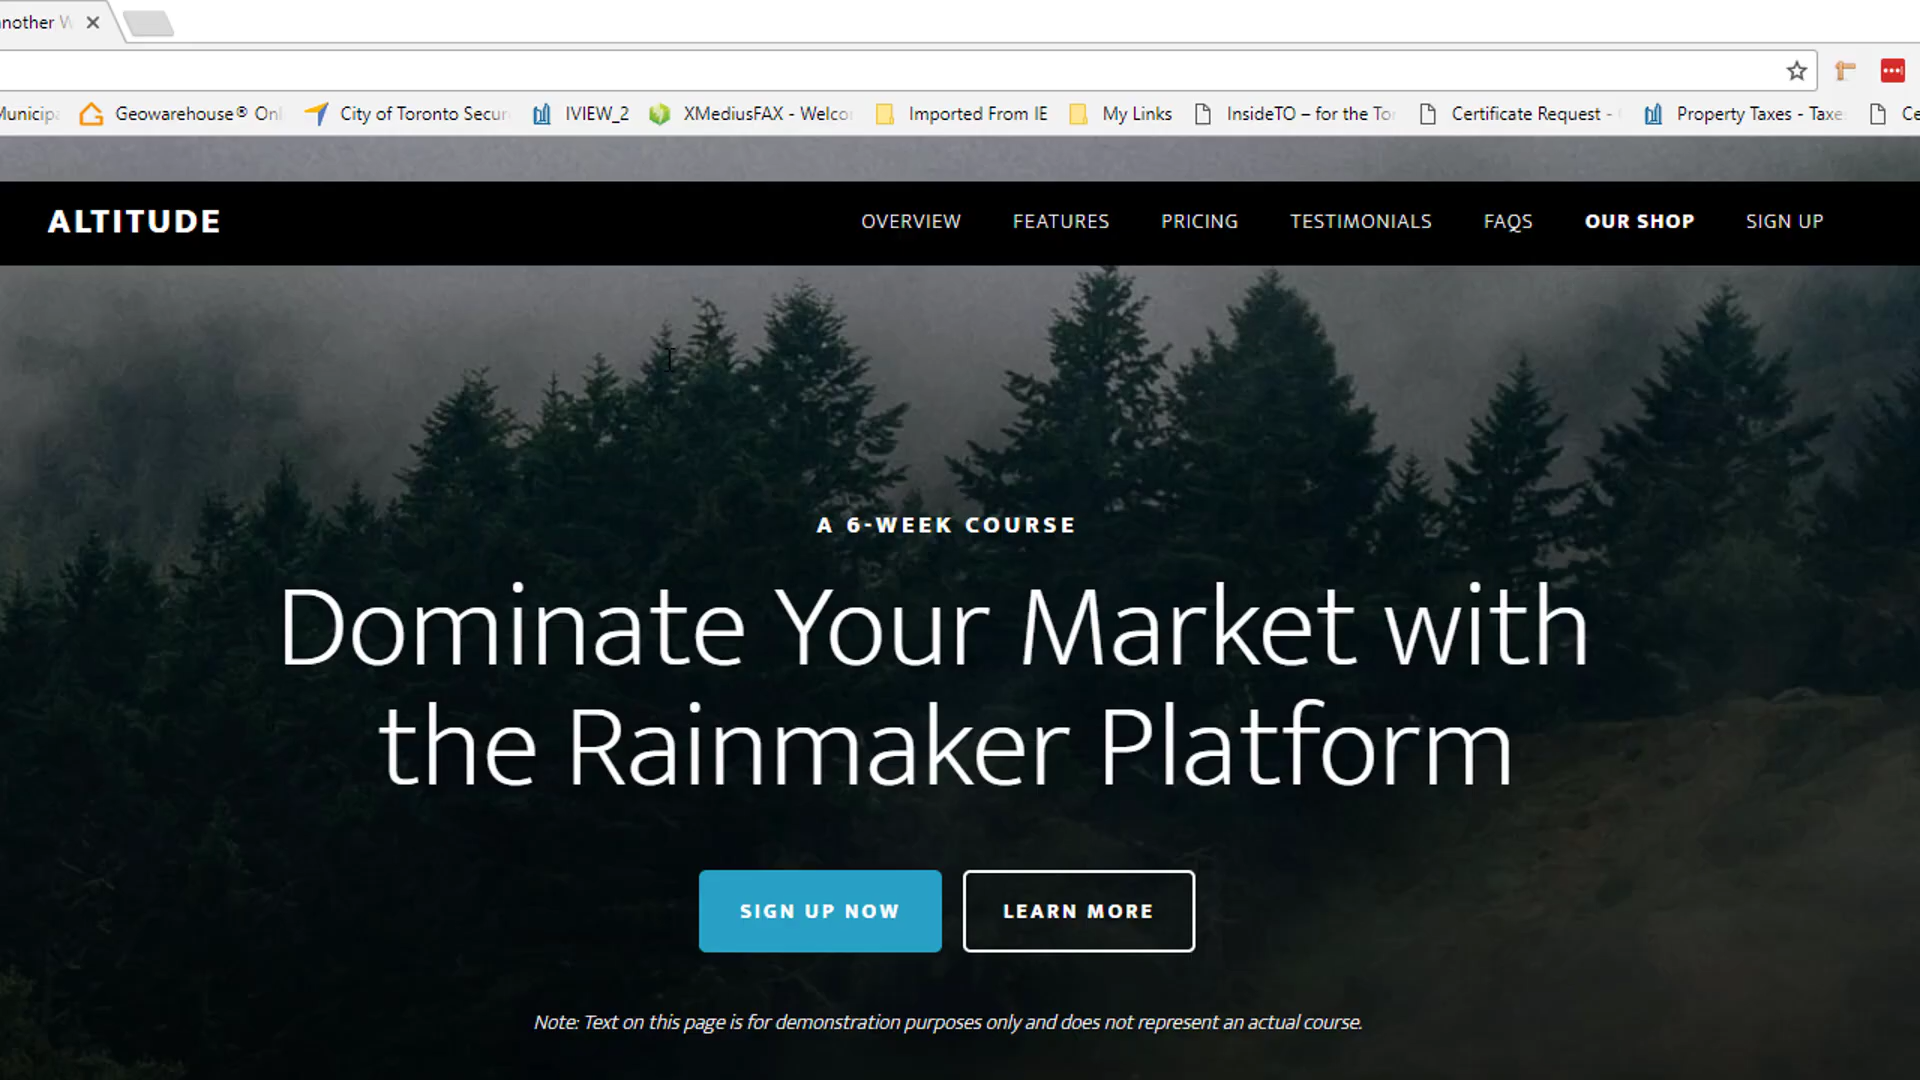 nother W
Municipa Geowarehouse® Onl City of Toronto Secur IVIEW_2 XMediusFAX - Welco Imported From IE My Links InsideTO – for the To Certificate Request - Property Taxes - Taxe Ce
ALTITUDE OVERVIEW FEATURES PRICING TESTIMONIALS FAQS OUR SHOP SIGN UP
A 6-WEEK COURSE
Dominate Your Market with
the Rainmaker Platform
SIGN UP NOW LEARN MORE
Note: Text on this page is for demonstration purposes only and does not represent an actual course.